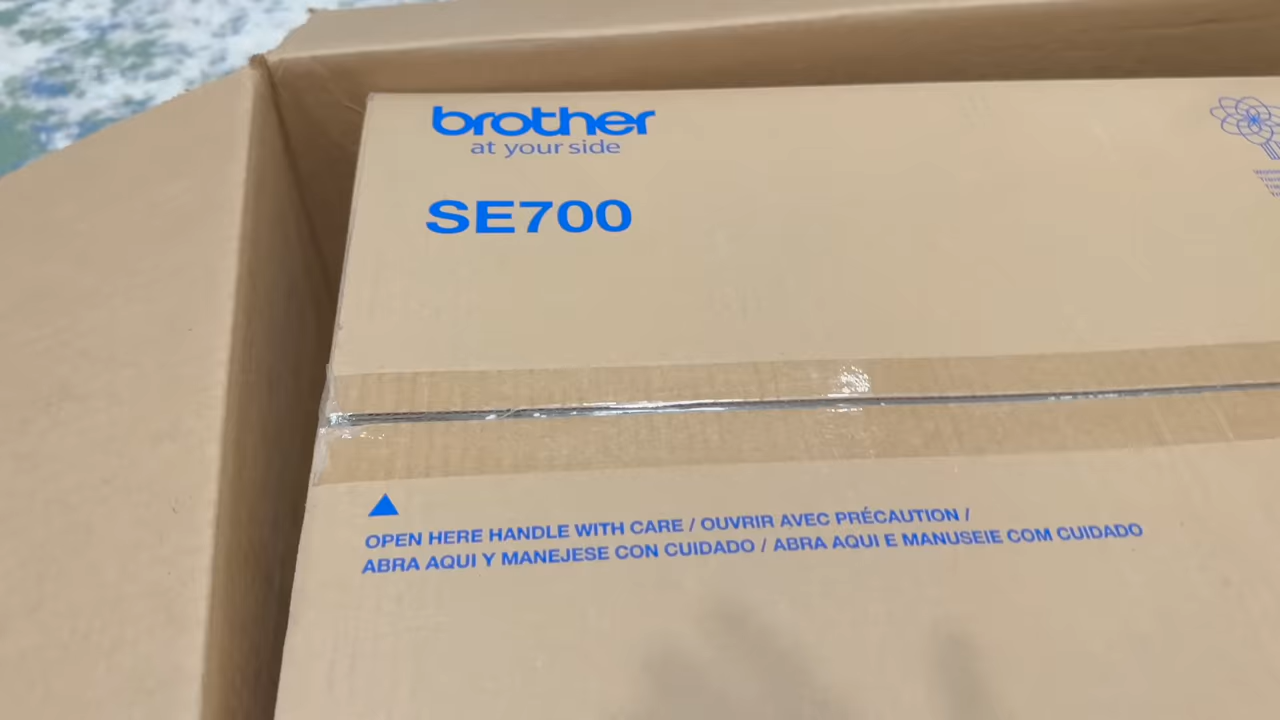 brother
at your side
SE700
OPEN HERE HANDLE WITH CARE / OUVRIR AVEC PRÉCAUTION /
ABRA AQUI Y MANEJESE CON CUIDADO / ABRA AQUI E MANUSEIE COM CUIDADO